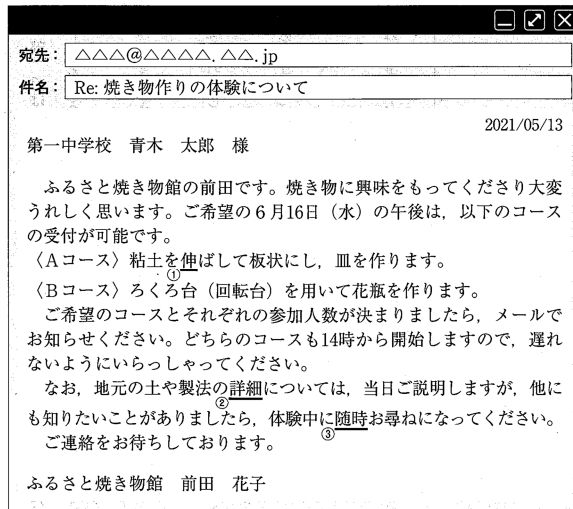 宛先： △△△@△△△△.△△.jp
件名： Re: 焼き物作りの体験について
2021/05/13
第一中学校　青木　太郎　様
ふるさと焼き物館の前田です。焼き物に興味をもってくださり大変
うれしく思います。ご希望の６月16日（水）の午後は，以下のコース
の受付が可能です。
〈Ａコース〉粘土を伸ばして板状にし，皿を作ります。
①
〈Ｂコース〉ろくろ台（回転台）を用いて花瓶を作ります。
ご希望のコースとそれぞれの参加人数が決まりましたら，メールで
お知らせください。どちらのコースも14時から開始しますので，遅れ
ないようにいらっしゃってください。
なお，地元の土や製法の詳細については，当日ご説明しますが，他に
②
も知りたいことがありましたら，体験中に随時お尋ねになってください。
③
ご連絡をお待ちしております。
ふるさと焼き物館　前田　花子